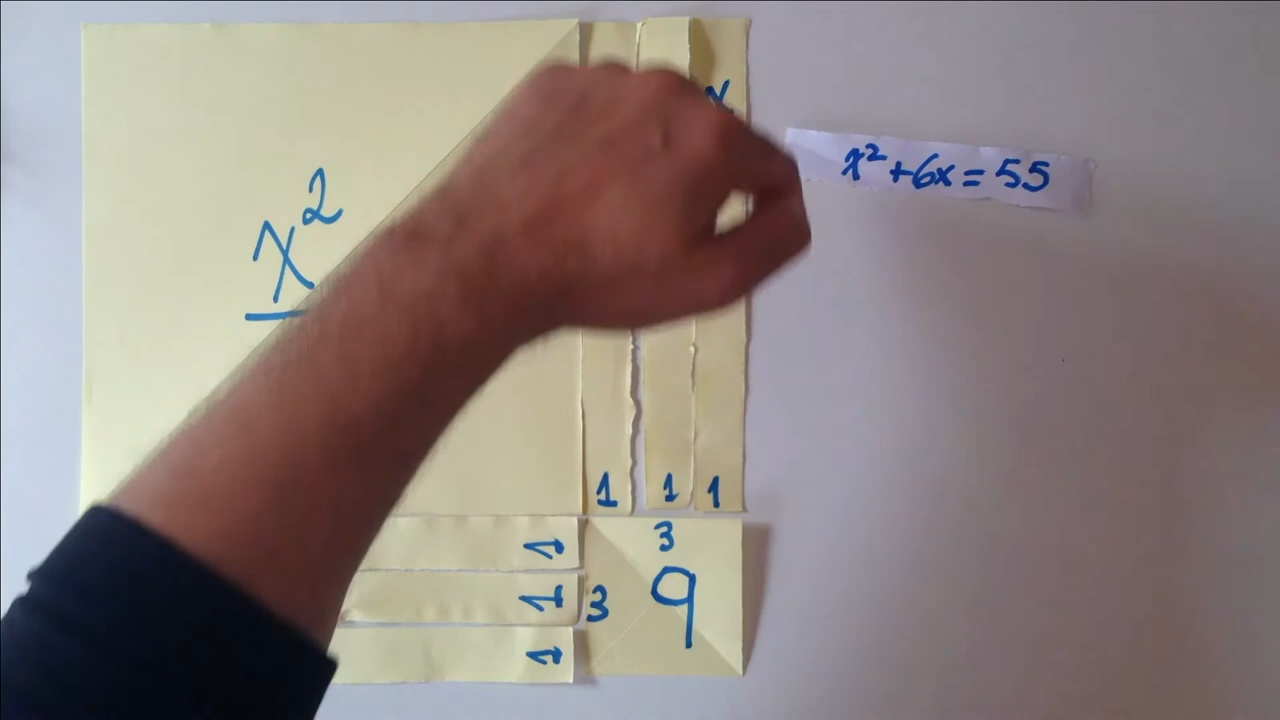 x
x² + 6x = 55
x²
1 1 1
1
3
1 3 9
1